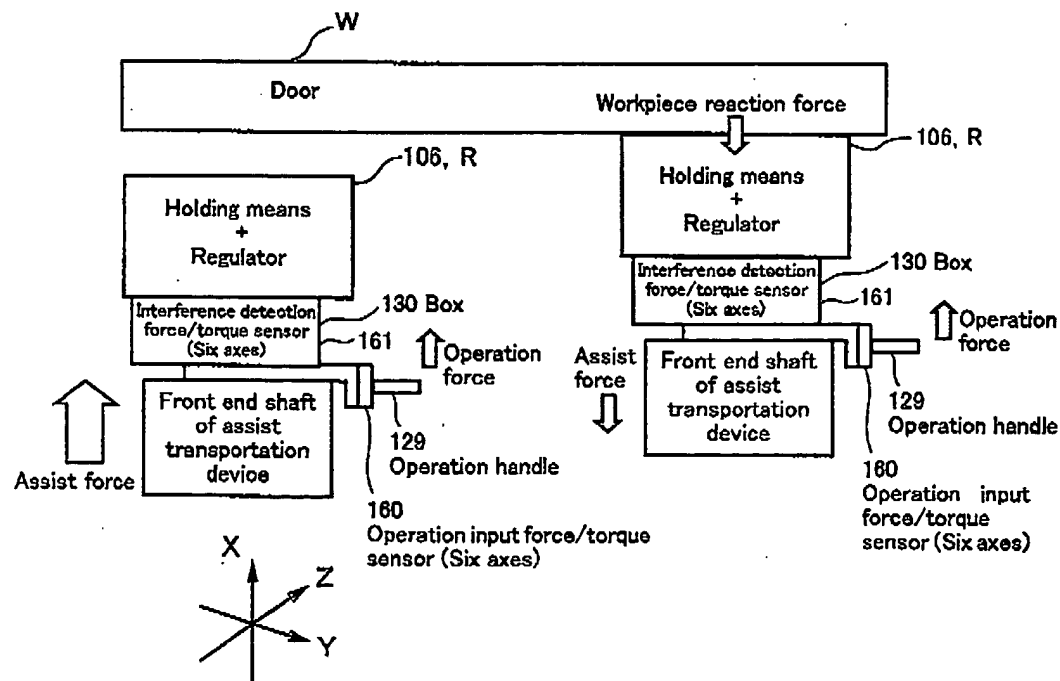 W
Door
Workpiece reaction force
106, R
Holding means
+
Regulator
Interference detection
force/torque sensor
(Six axes)
130 Box
161
Operation
force
Front end shaft
of assist
transportation
device
Assist force
129
Operation handle
160
Operation input force/torque
sensor (Six axes)
106, R
Holding means
+
Regulator
Interference detection
force/torque sensor
(Six axes)
130 Box
161
Operation
force
Assist
force
Front end shaft
of assist
transportation
device
129
Operation handle
160
Operation input
force/torque
sensor (Six axes)
X
Z
Y